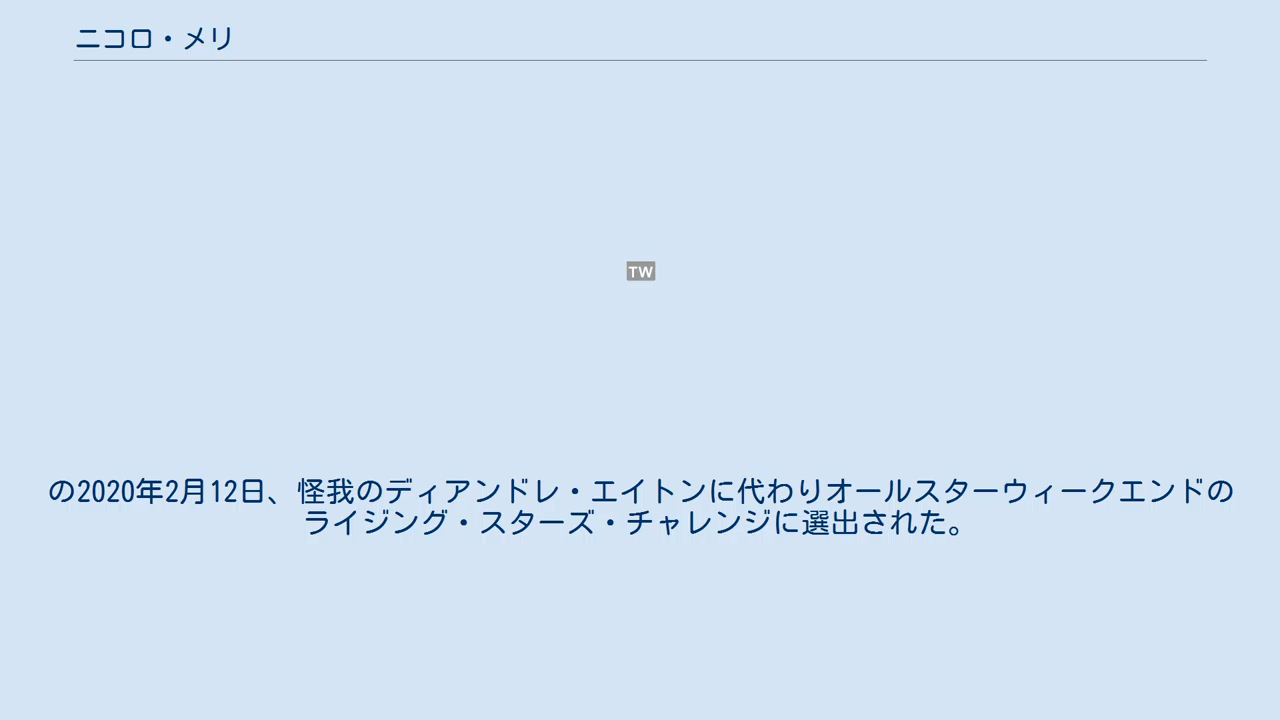 ニコロ・メリ
TW
の2020年2月12日、怪我のディアンドレ・エイトンに代わりオールスターウィークエンドの
ライジング・スターズ・チャレンジに選出された。